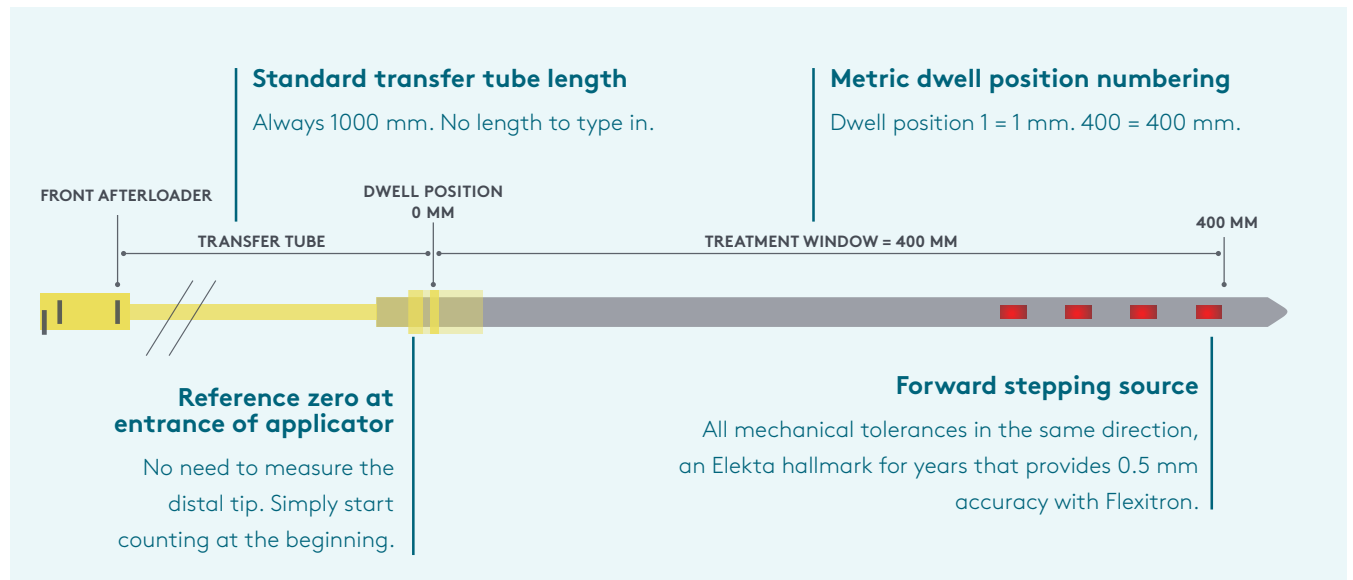 Standard transfer tube length
Always 1000 mm. No length to type in.
Metric dwell position numbering
Dwell position 1 = 1 mm. 400 = 400 mm.
FRONT AFTERLOADER
DWELL POSITION
0 MM
400 MM
TRANSFER TUBE
TREATMENT WINDOW = 400 MM
Reference zero at
entrance of applicator
No need to measure the
distal tip. Simply start
counting at the beginning.
Forward stepping source
All mechanical tolerances in the same direction,
an Elekta hallmark for years that provides 0.5 mm
accuracy with Flexitron.